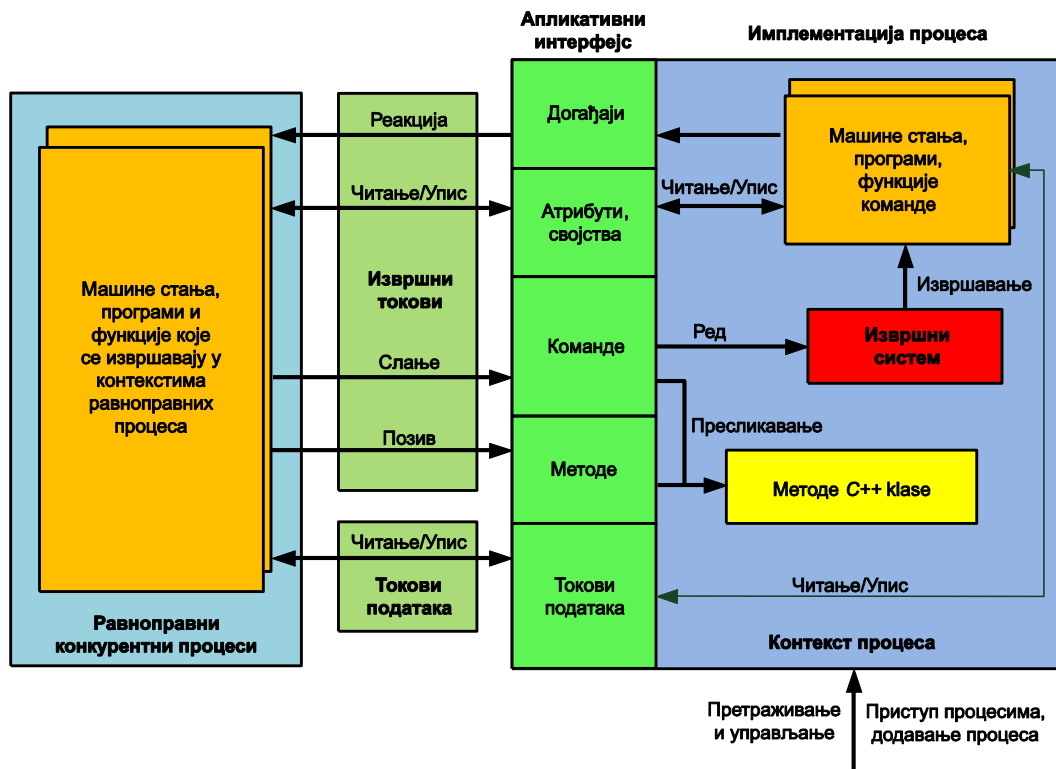 Апликативни
интерфејс
Имплементација процеса
Догађаји
Реакција
Машине стања,
програми,
функције
команде
Читање/Упис
Читање/Упис
Атрибути,
својства
Извршни
токови
Извршавање
Машине стања,
програми и
функције које
се извршавају у
контекстима
равноправних
процеса
Команде
Ред
Извршни
систем
Слање
Пресликавање
Позив
Методе
Методе C++ klase
Читање/Упис
Токови
података
Токови
података
Читање/Упис
Равноправни
конкурентни процеси
Контекст процеса
Претраживање
и управљање
Приступ процесима,
додавање процеса